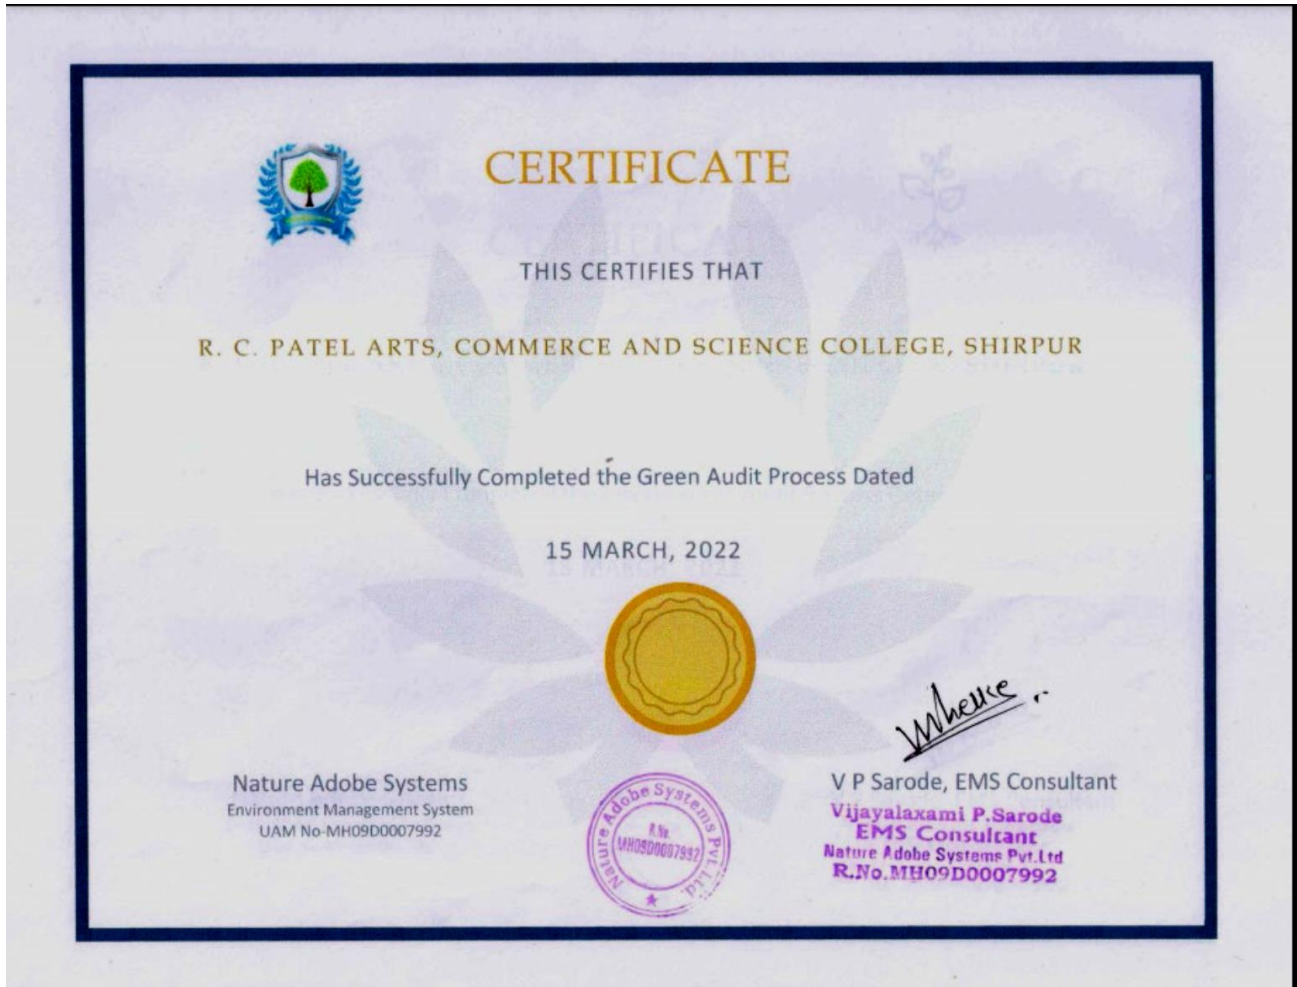 CERTIFICATE
THIS CERTIFIES THAT
R. C. PATEL ARTS, COMMERCE AND SCIENCE COLLEGE, SHIRPUR
Has Successfully Completed the Green Audit Process Dated
15 MARCH, 2022
Nature Adobe Systems
Environment Management System
UAM No-MH09D0007992
Nature Adobe Systems Pvt. Ltd.
R.No.
MH09D0007992
V P Sarode, EMS Consultant
Vijayalaxami P.Sarode
EMS Consultant
Nature Adobe Systems Pvt.Ltd
R.No.MH09D0007992